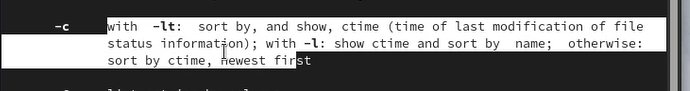 -c with -lt: sort by, and show, ctime (time of last modification of file
status information); with -l: show ctime and sort by name; otherwise:
sort by ctime, newest first